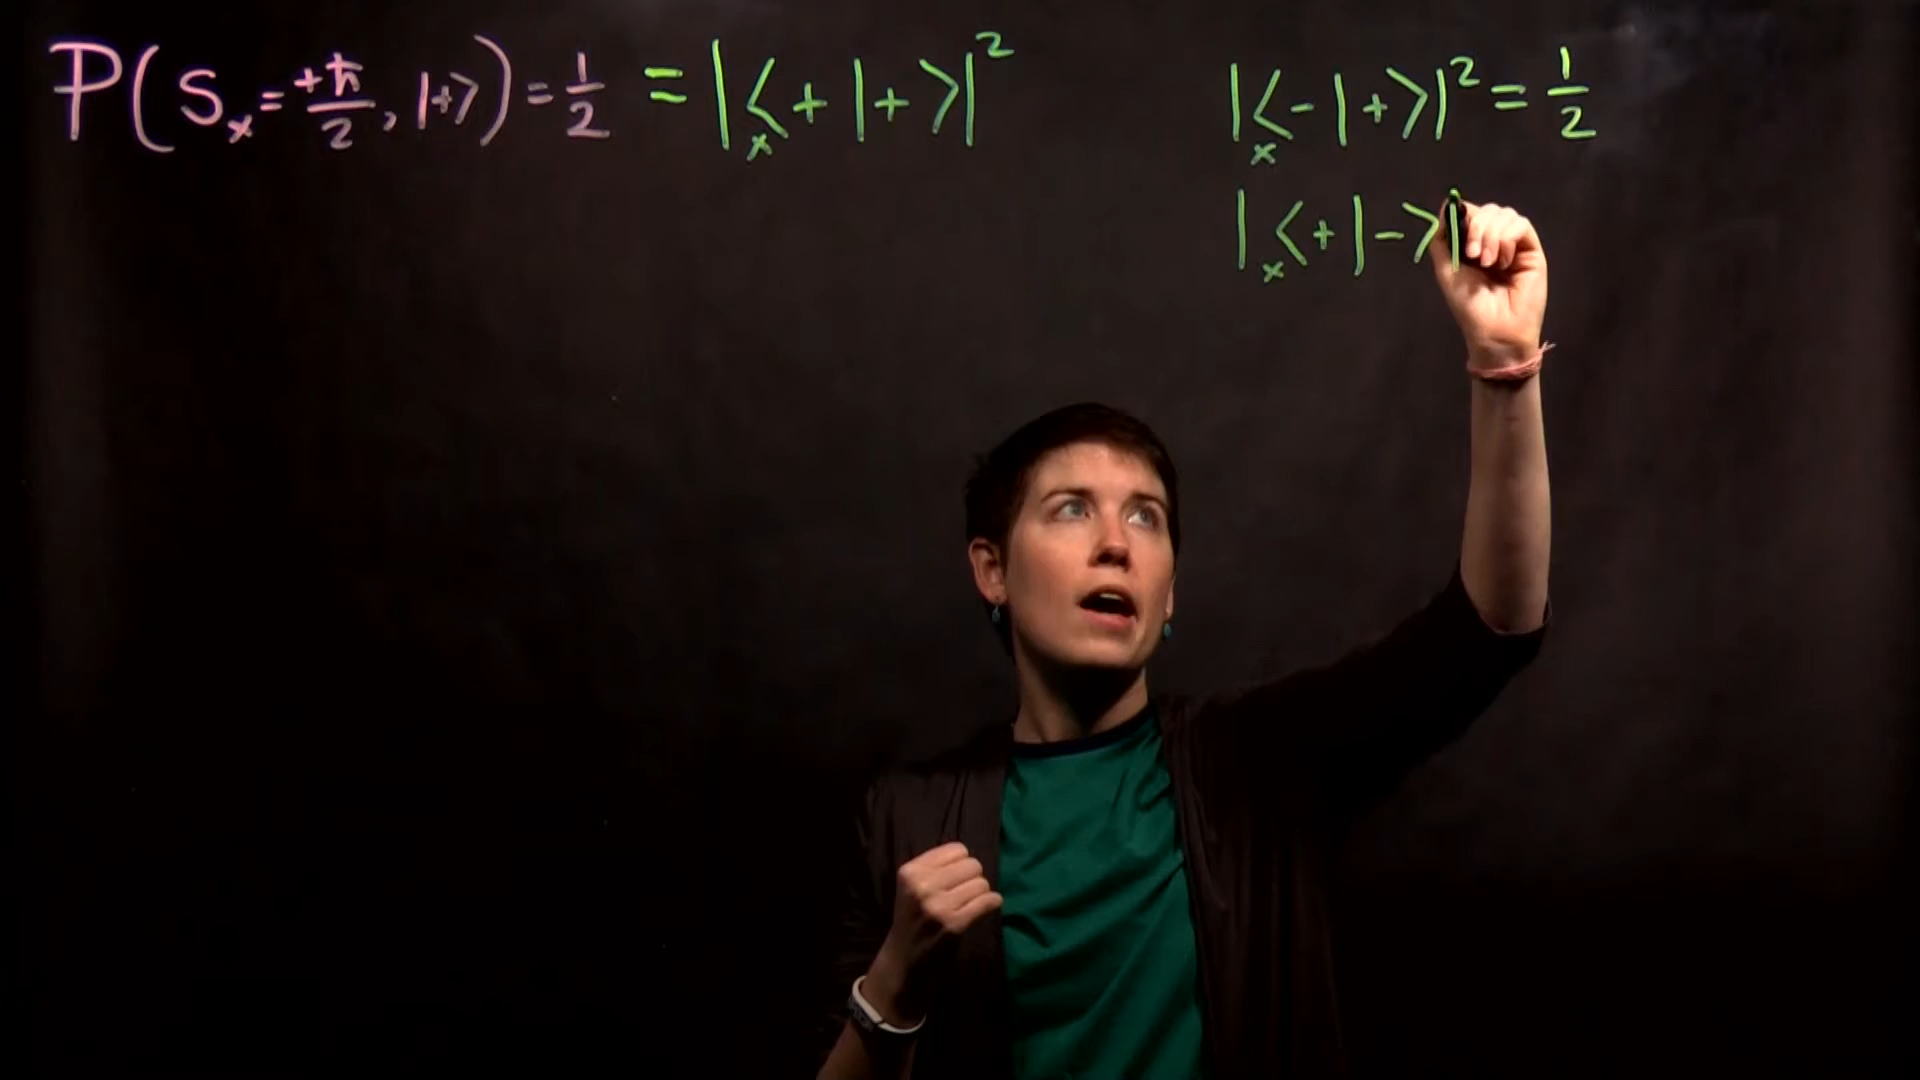 P(Sₓ = +ħ/2, |+>) = 1/2 = |ₓ<+|+>|²
|ₓ<-|+>|² = 1/2
|ₓ<+|->|